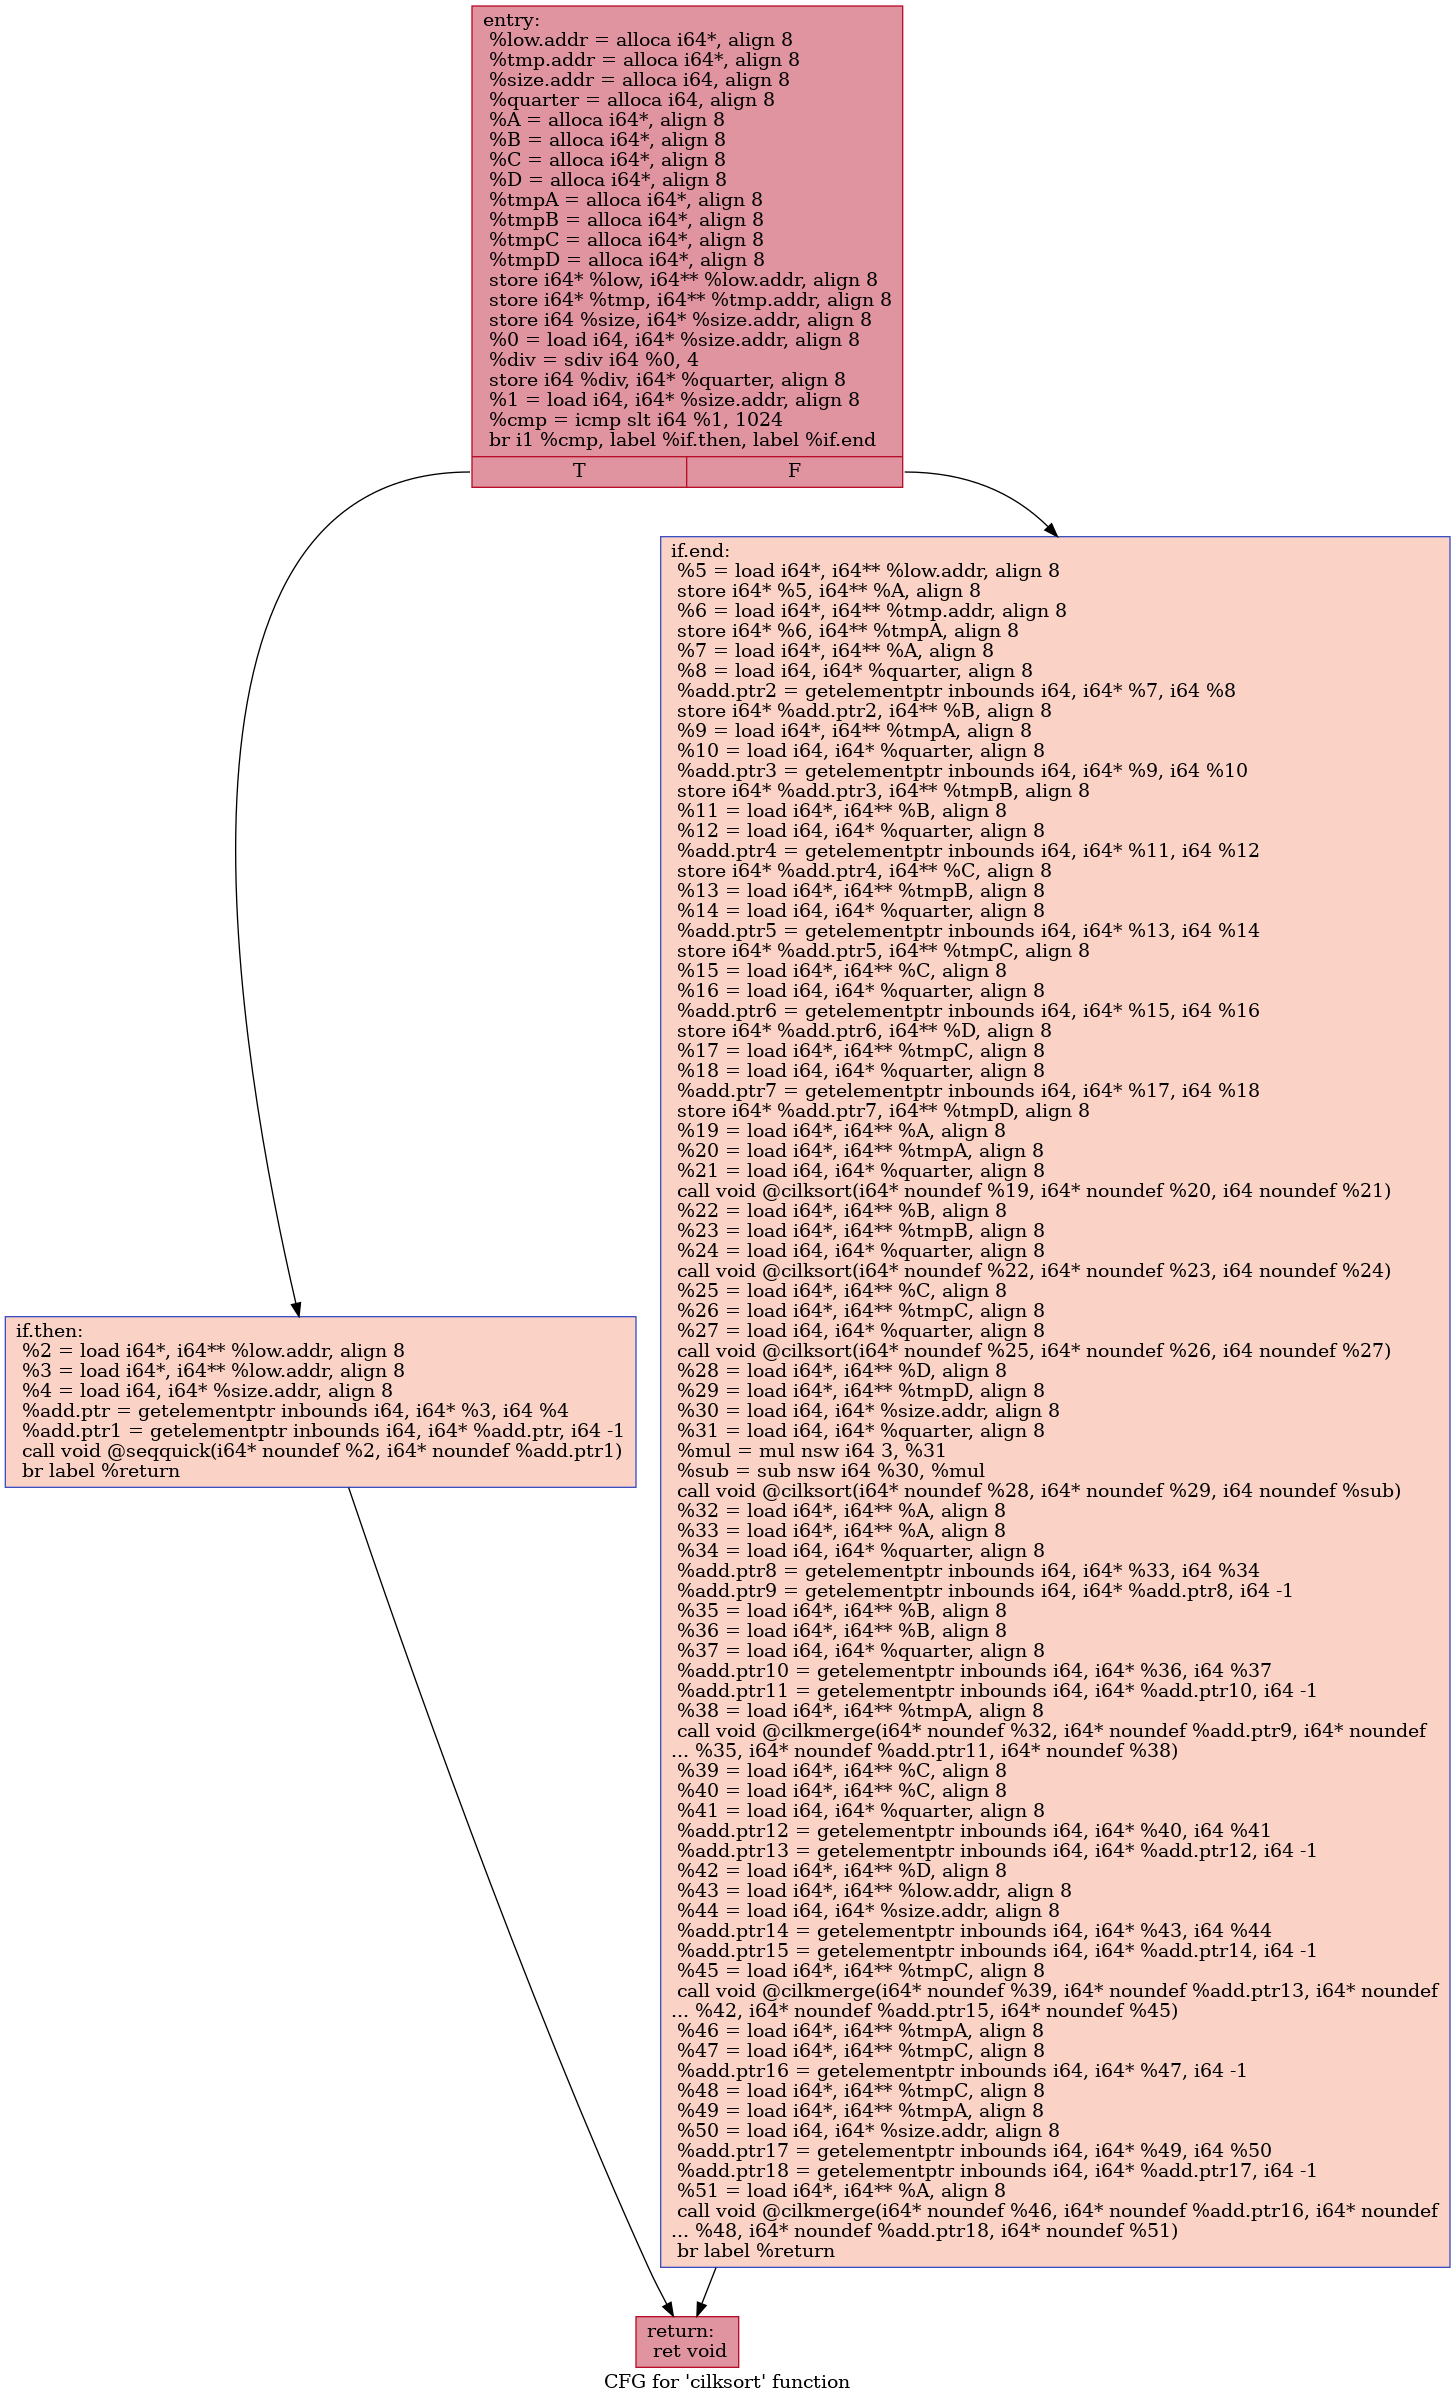 entry:
%low.addr = alloca i64*, align 8
%tmp.addr = alloca i64*, align 8
%size.addr = alloca i64, align 8
%quarter = alloca i64, align 8
%A = alloca i64*, align 8
%B = alloca i64*, align 8
%C = alloca i64*, align 8
%D = alloca i64*, align 8
%tmpA = alloca i64*, align 8
%tmpB = alloca i64*, align 8
%tmpC = alloca i64*, align 8
%tmpD = alloca i64*, align 8
store i64* %low, i64** %low.addr, align 8
store i64* %tmp, i64** %tmp.addr, align 8
store i64 %size, i64* %size.addr, align 8
%0 = load i64, i64* %size.addr, align 8
%div = sdiv i64 %0, 4
store i64 %div, i64* %quarter, align 8
%1 = load i64, i64* %size.addr, align 8
%cmp = icmp slt i64 %1, 1024
br i1 %cmp, label %if.then, label %if.end
T F
if.end:
%5 = load i64*, i64** %low.addr, align 8
store i64* %5, i64** %A, align 8
%6 = load i64*, i64** %tmp.addr, align 8
store i64* %6, i64** %tmpA, align 8
%7 = load i64*, i64** %A, align 8
%8 = load i64, i64* %quarter, align 8
%add.ptr2 = getelementptr inbounds i64, i64* %7, i64 %8
store i64* %add.ptr2, i64** %B, align 8
%9 = load i64*, i64** %tmpA, align 8
%10 = load i64, i64* %quarter, align 8
%add.ptr3 = getelementptr inbounds i64, i64* %9, i64 %10
store i64* %add.ptr3, i64** %tmpB, align 8
%11 = load i64*, i64** %B, align 8
%12 = load i64, i64* %quarter, align 8
%add.ptr4 = getelementptr inbounds i64, i64* %11, i64 %12
store i64* %add.ptr4, i64** %C, align 8
%13 = load i64*, i64** %tmpB, align 8
%14 = load i64, i64* %quarter, align 8
%add.ptr5 = getelementptr inbounds i64, i64* %13, i64 %14
store i64* %add.ptr5, i64** %tmpC, align 8
%15 = load i64*, i64** %C, align 8
%16 = load i64, i64* %quarter, align 8
%add.ptr6 = getelementptr inbounds i64, i64* %15, i64 %16
store i64* %add.ptr6, i64** %D, align 8
%17 = load i64*, i64** %tmpC, align 8
%18 = load i64, i64* %quarter, align 8
%add.ptr7 = getelementptr inbounds i64, i64* %17, i64 %18
store i64* %add.ptr7, i64** %tmpD, align 8
%19 = load i64*, i64** %A, align 8
%20 = load i64*, i64** %tmpA, align 8
%21 = load i64, i64* %quarter, align 8
call void @cilksort(i64* noundef %19, i64* noundef %20, i64 noundef %21)
%22 = load i64*, i64** %B, align 8
%23 = load i64*, i64** %tmpB, align 8
%24 = load i64, i64* %quarter, align 8
call void @cilksort(i64* noundef %22, i64* noundef %23, i64 noundef %24)
%25 = load i64*, i64** %C, align 8
%26 = load i64*, i64** %tmpC, align 8
%27 = load i64, i64* %quarter, align 8
call void @cilksort(i64* noundef %25, i64* noundef %26, i64 noundef %27)
%28 = load i64*, i64** %D, align 8
%29 = load i64*, i64** %tmpD, align 8
%30 = load i64, i64* %size.addr, align 8
%31 = load i64, i64* %quarter, align 8
%mul = mul nsw i64 3, %31
%sub = sub nsw i64 %30, %mul
call void @cilksort(i64* noundef %28, i64* noundef %29, i64 noundef %sub)
%32 = load i64*, i64** %A, align 8
%33 = load i64*, i64** %A, align 8
%34 = load i64, i64* %quarter, align 8
%add.ptr8 = getelementptr inbounds i64, i64* %33, i64 %34
%add.ptr9 = getelementptr inbounds i64, i64* %add.ptr8, i64 -1
%35 = load i64*, i64** %B, align 8
%36 = load i64*, i64** %B, align 8
%37 = load i64, i64* %quarter, align 8
%add.ptr10 = getelementptr inbounds i64, i64* %36, i64 %37
%add.ptr11 = getelementptr inbounds i64, i64* %add.ptr10, i64 -1
%38 = load i64*, i64** %tmpA, align 8
call void @cilkmerge(i64* noundef %32, i64* noundef %add.ptr9, i64* noundef
... %35, i64* noundef %add.ptr11, i64* noundef %38)
%39 = load i64*, i64** %C, align 8
%40 = load i64*, i64** %C, align 8
%41 = load i64, i64* %quarter, align 8
%add.ptr12 = getelementptr inbounds i64, i64* %40, i64 %41
%add.ptr13 = getelementptr inbounds i64, i64* %add.ptr12, i64 -1
%42 = load i64*, i64** %D, align 8
%43 = load i64*, i64** %low.addr, align 8
%44 = load i64, i64* %size.addr, align 8
%add.ptr14 = getelementptr inbounds i64, i64* %43, i64 %44
%add.ptr15 = getelementptr inbounds i64, i64* %add.ptr14, i64 -1
%45 = load i64*, i64** %tmpC, align 8
call void @cilkmerge(i64* noundef %39, i64* noundef %add.ptr13, i64* noundef
... %42, i64* noundef %add.ptr15, i64* noundef %45)
%46 = load i64*, i64** %tmpA, align 8
%47 = load i64*, i64** %tmpC, align 8
%add.ptr16 = getelementptr inbounds i64, i64* %47, i64 -1
%48 = load i64*, i64** %tmpC, align 8
%49 = load i64*, i64** %tmpA, align 8
%50 = load i64, i64* %size.addr, align 8
%add.ptr17 = getelementptr inbounds i64, i64* %49, i64 %50
%add.ptr18 = getelementptr inbounds i64, i64* %add.ptr17, i64 -1
%51 = load i64*, i64** %A, align 8
call void @cilkmerge(i64* noundef %46, i64* noundef %add.ptr16, i64* noundef
... %48, i64* noundef %add.ptr18, i64* noundef %51)
br label %return
if.then:
%2 = load i64*, i64** %low.addr, align 8
%3 = load i64*, i64** %low.addr, align 8
%4 = load i64, i64* %size.addr, align 8
%add.ptr = getelementptr inbounds i64, i64* %3, i64 %4
%add.ptr1 = getelementptr inbounds i64, i64* %add.ptr, i64 -1
call void @seqquick(i64* noundef %2, i64* noundef %add.ptr1)
br label %return
return:
ret void
CFG for 'cilksort' function